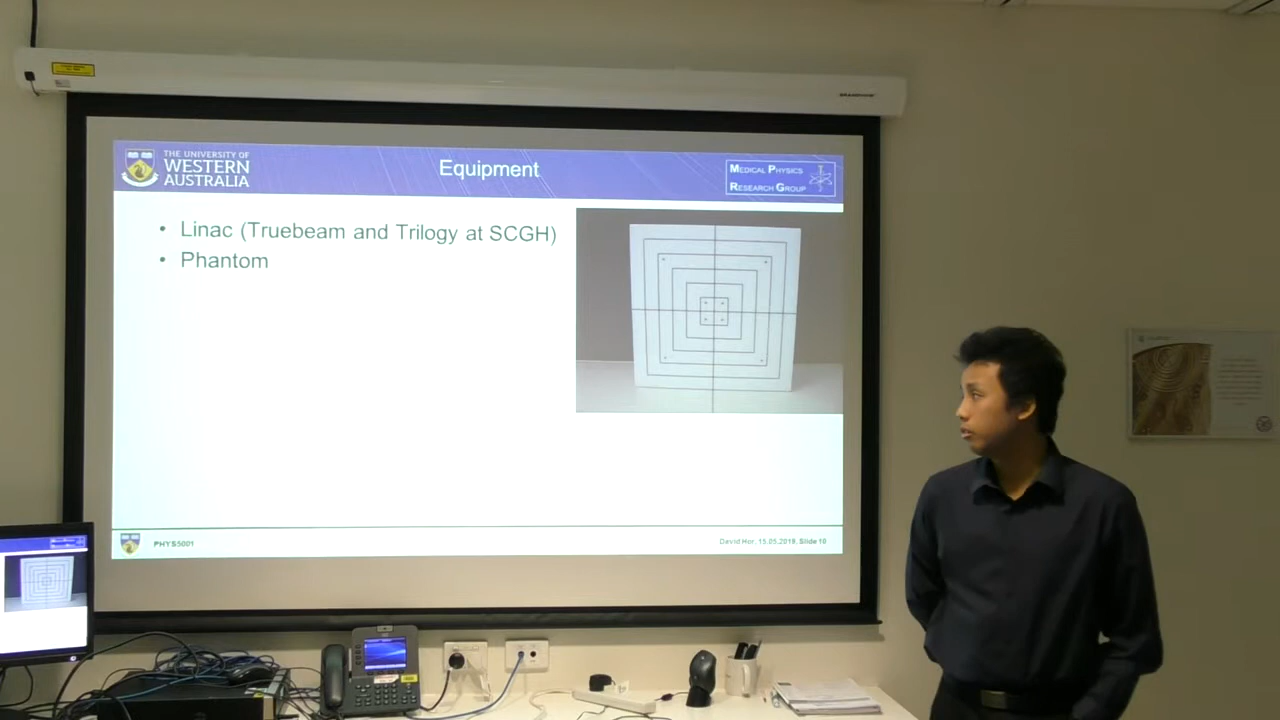 THE UNIVERSITY OF
WESTERN
AUSTRALIA
Equipment
MEDICAL PHYSICS
RESEARCH GROUP
• Linac (Truebeam and Trilogy at SCGH)
• Phantom
PHYS5001
David Hor, 15.05.2019, Slide 10